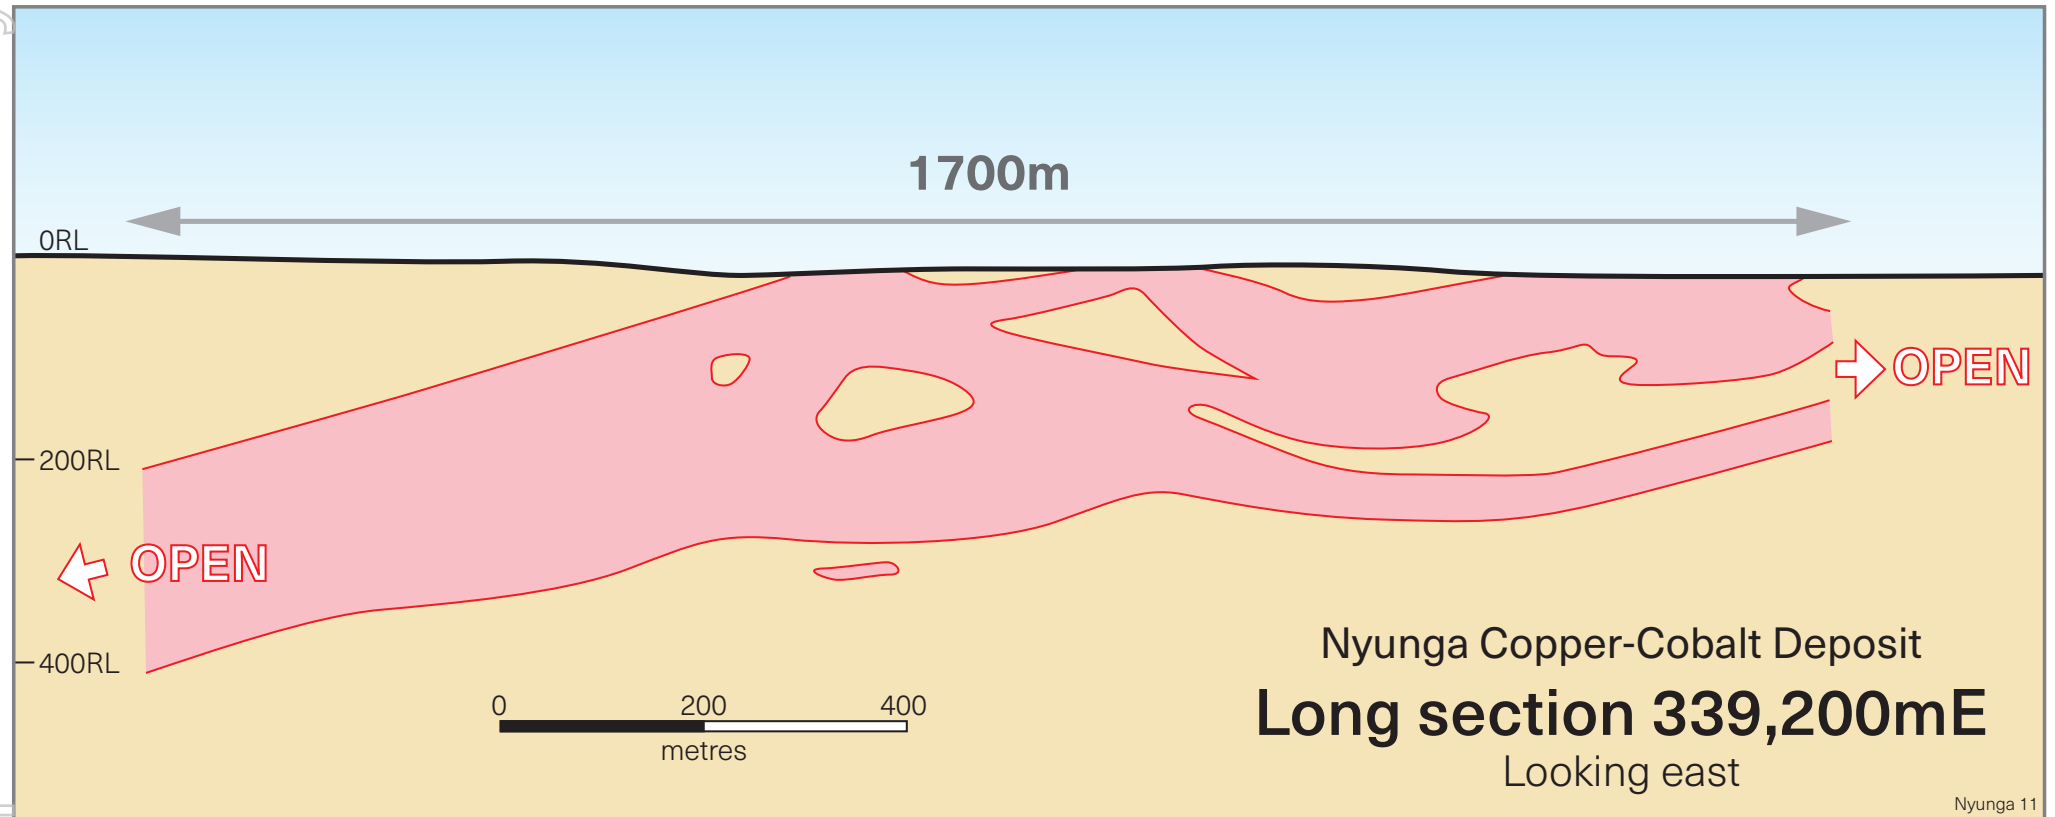 1700m
0RL
OPEN
200RL
OPEN
400RL
Nyunga Copper-Cobalt Deposit
Long section 339,200mE
Looking east
0 200 400
metres
Nyunga 11